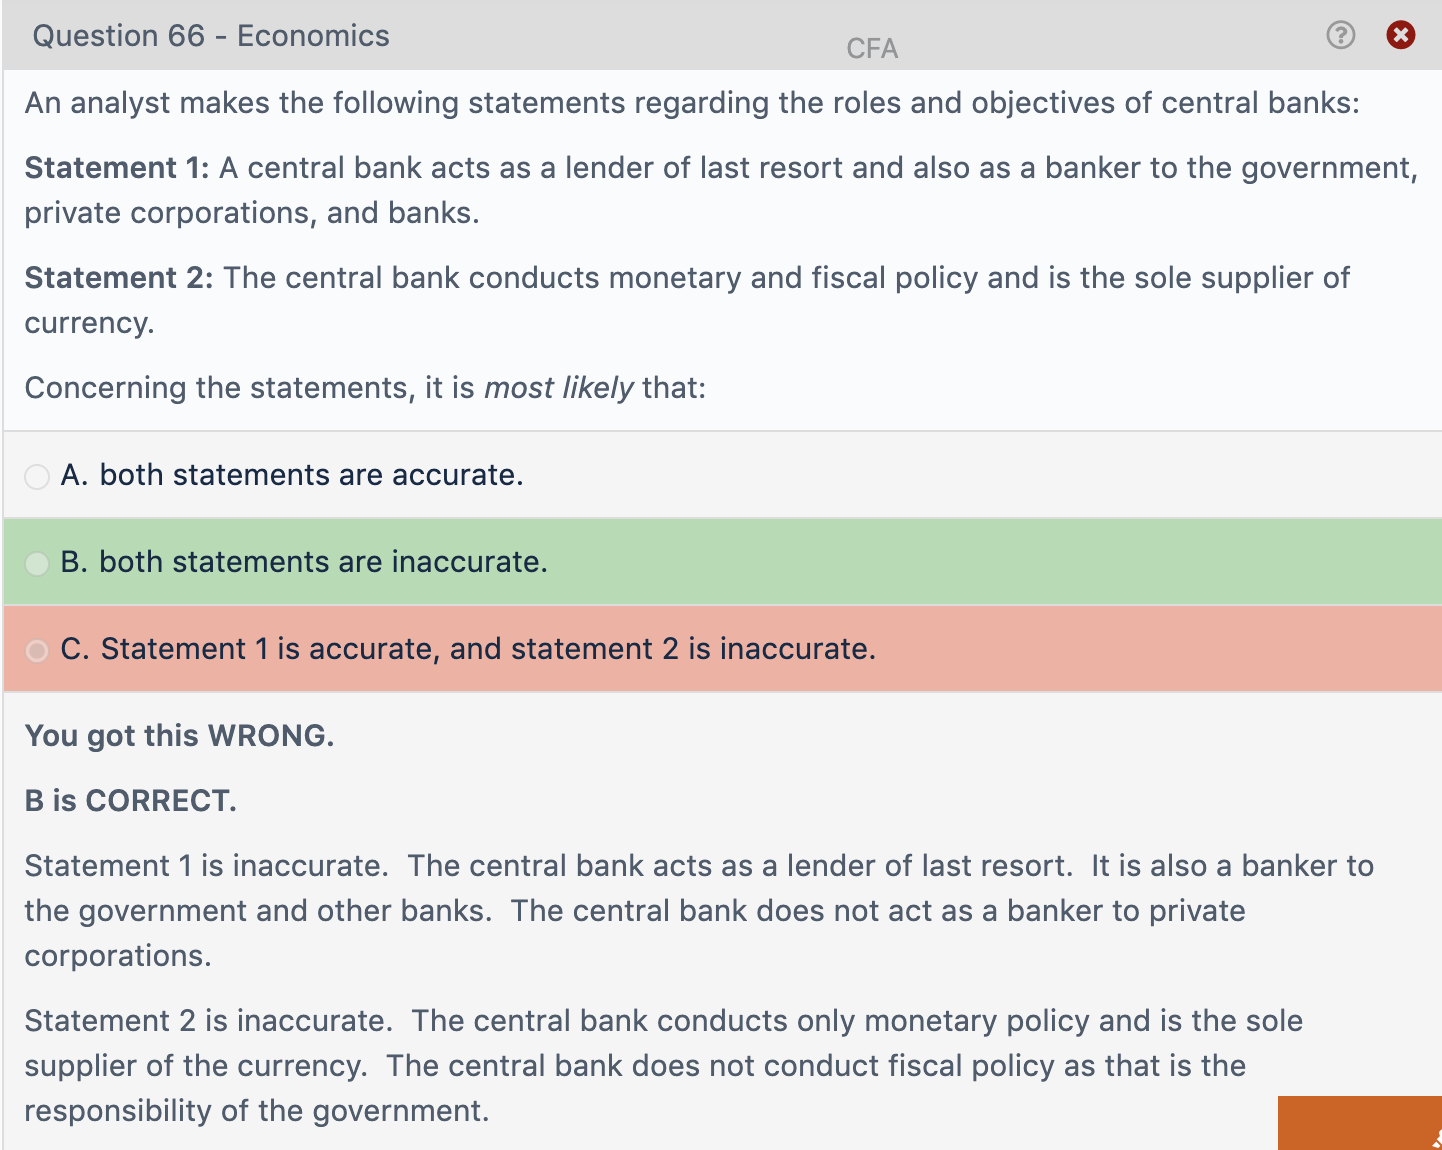 Question 66 - Economics
CFA
?
An analyst makes the following statements regarding the roles and objectives of central banks:
Statement 1: A central bank acts as a lender of last resort and also as a banker to the government,
private corporations, and banks.
Statement 2: The central bank conducts monetary and fiscal policy and is the sole supplier of
currency.
Concerning the statements, it is most likely that:
A. both statements are accurate.
B. both statements are inaccurate.
C. Statement 1 is accurate, and statement 2 is inaccurate.
You got this WRONG.
B is CORRECT.
Statement 1 is inaccurate.  The central bank acts as a lender of last resort.  It is also a banker to
the government and other banks.  The central bank does not act as a banker to private
corporations.
Statement 2 is inaccurate.  The central bank conducts only monetary policy and is the sole
supplier of the currency.  The central bank does not conduct fiscal policy as that is the
responsibility of the government.